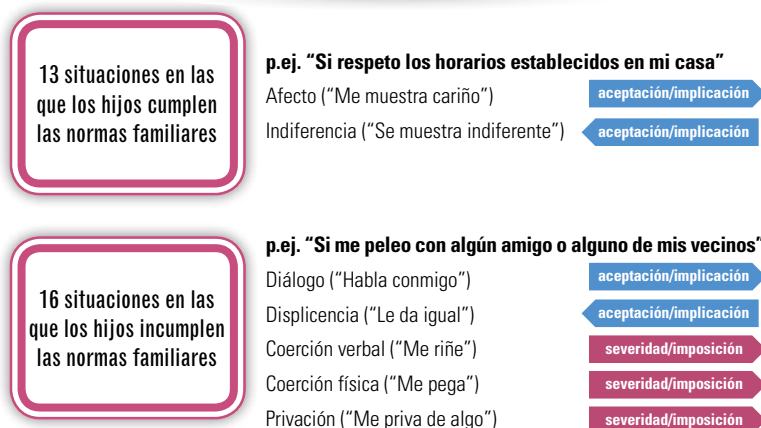 13 situaciones en las
que los hijos cumplen
las normas familiares
p.ej. “Si respeto los horarios establecidos en mi casa”
Afecto (“Me muestra cariño”) aceptación/implicación
Indiferencia (“Se muestra indiferente”) aceptación/implicación
16 situaciones en las
que los hijos incumplen
las normas familiares
p.ej. “Si me peleo con algún amigo o alguno de mis vecinos”
Diálogo (“Habla conmigo”) aceptación/implicación
Displicencia (“Le da igual”) aceptación/implicación
Coerción verbal (“Me riñe”) severidad/imposición
Coerción física (“Me pega”) severidad/imposición
Privación (“Me priva de algo”) severidad/imposición